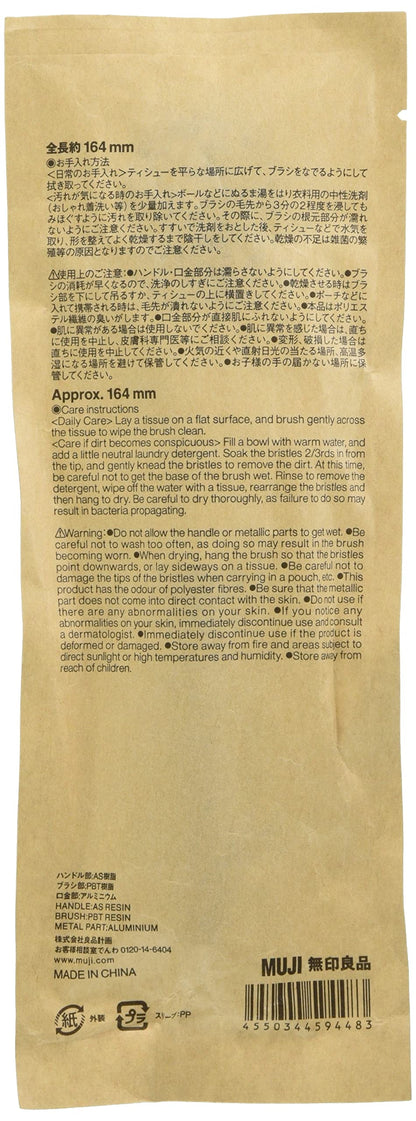 全長約164mm
●お手入れ方法
<日常のお手入れ>ティシューを平らな場所に広げて、ブラシをなでるようにして
拭き取ってください。
<汚れが気になる時のお手入れ>ボールなどにぬるま湯をはり衣料用の中性洗剤
(おしゃれ着洗い等)を少量加えます。ブラシの毛先から3分の2程度を浸しても
みほぐすように汚れを取り除いてください。その際に、ブラシの根元部分が濡れ
ないようにご注意ください。すすいで洗剤をおとした後、ティシューなどで水気を
取り、形を整えてよく乾燥するまで陰干しをしてください。乾燥の不足は雑菌の繁
殖等の原因となりますのでご注意ください。
⚠使用上のご注意:●ハンドル・口金部分は濡らさないようにしてください。●ブラ
シの消耗が早くなるので、洗浄のしすぎにご注意ください。●乾燥させる時はブラ
シ部を下にして吊るすか、ティシューの上に横置きしてください。●ポーチなどに入
れて携帯される時は、毛先が潰れないようにご注意ください。●本品はポリエス
テル繊維の臭いがします。●口金部分が直接肌にふれないようにしてください。
●肌に異常がある場合は使用しないでください。●肌に異常を感じた場合は、直ち
に使用を中止し、皮膚科専門医等にご相談ください。●変形、破損した場合は
直ちに使用を中止してください。●火気の近くや直射日光の当たる場所、高温多
湿になる場所を避けて保管してください。●お子様の手の届かない場所に保
管してください。
Approx. 164mm
●Care instructions
<Daily Care> Lay a tissue on a flat surface, and brush gently across
the tissue to wipe the brush clean.
<Care if dirt becomes conspicuous> Fill a bowl with warm water, and
add a little neutral laundry detergent. Soak the bristles 2/3rds in from
the tip, and gently knead the bristles to remove the dirt. At this time,
be careful not to get the base of the brush wet. Rinse to remove the
detergent, wipe off the water with a tissue, rearrange the bristles and
then hang to dry. Be careful to dry thoroughly, as failure to do so may
result in bacteria propagating.
⚠Warning:●Do not allow the handle or metallic parts to get wet. ●Be
careful not to wash too often, as doing so may result in the brush
becoming worn. ●When drying, hang the brush so that the bristles
point downwards, or lay sideways on a tissue. ●Be careful not to
damage the tips of the bristles when carrying in a pouch, etc. ●This
product has the odour of polyester fibres. ●Be sure that the metallic
part does not come into direct contact with the skin. ●Do not use if
there are any abnormalities on your skin. ●If you notice any
abnormalities on your skin, immediately discontinue use and consult
a dermatologist. ●Immediately discontinue use if the product is
deformed or damaged. ●Store away from fire and areas subject to
direct sunlight or high temperatures and humidity. ●Store away from
reach of children.
ハンドル部:AS樹脂
ブラシ部:PBT樹脂
口金部:アルミニウム
HANDLE:AS RESIN
BRUSH:PBT RESIN
METAL PART:ALUMINIUM
株式会社良品計画
お客様相談室でんわ 0120-14-6404
www.muji.com
MADE IN CHINA
MUJI 無印良品
4550344594483
紙 外装
プラ スリーブ:PP